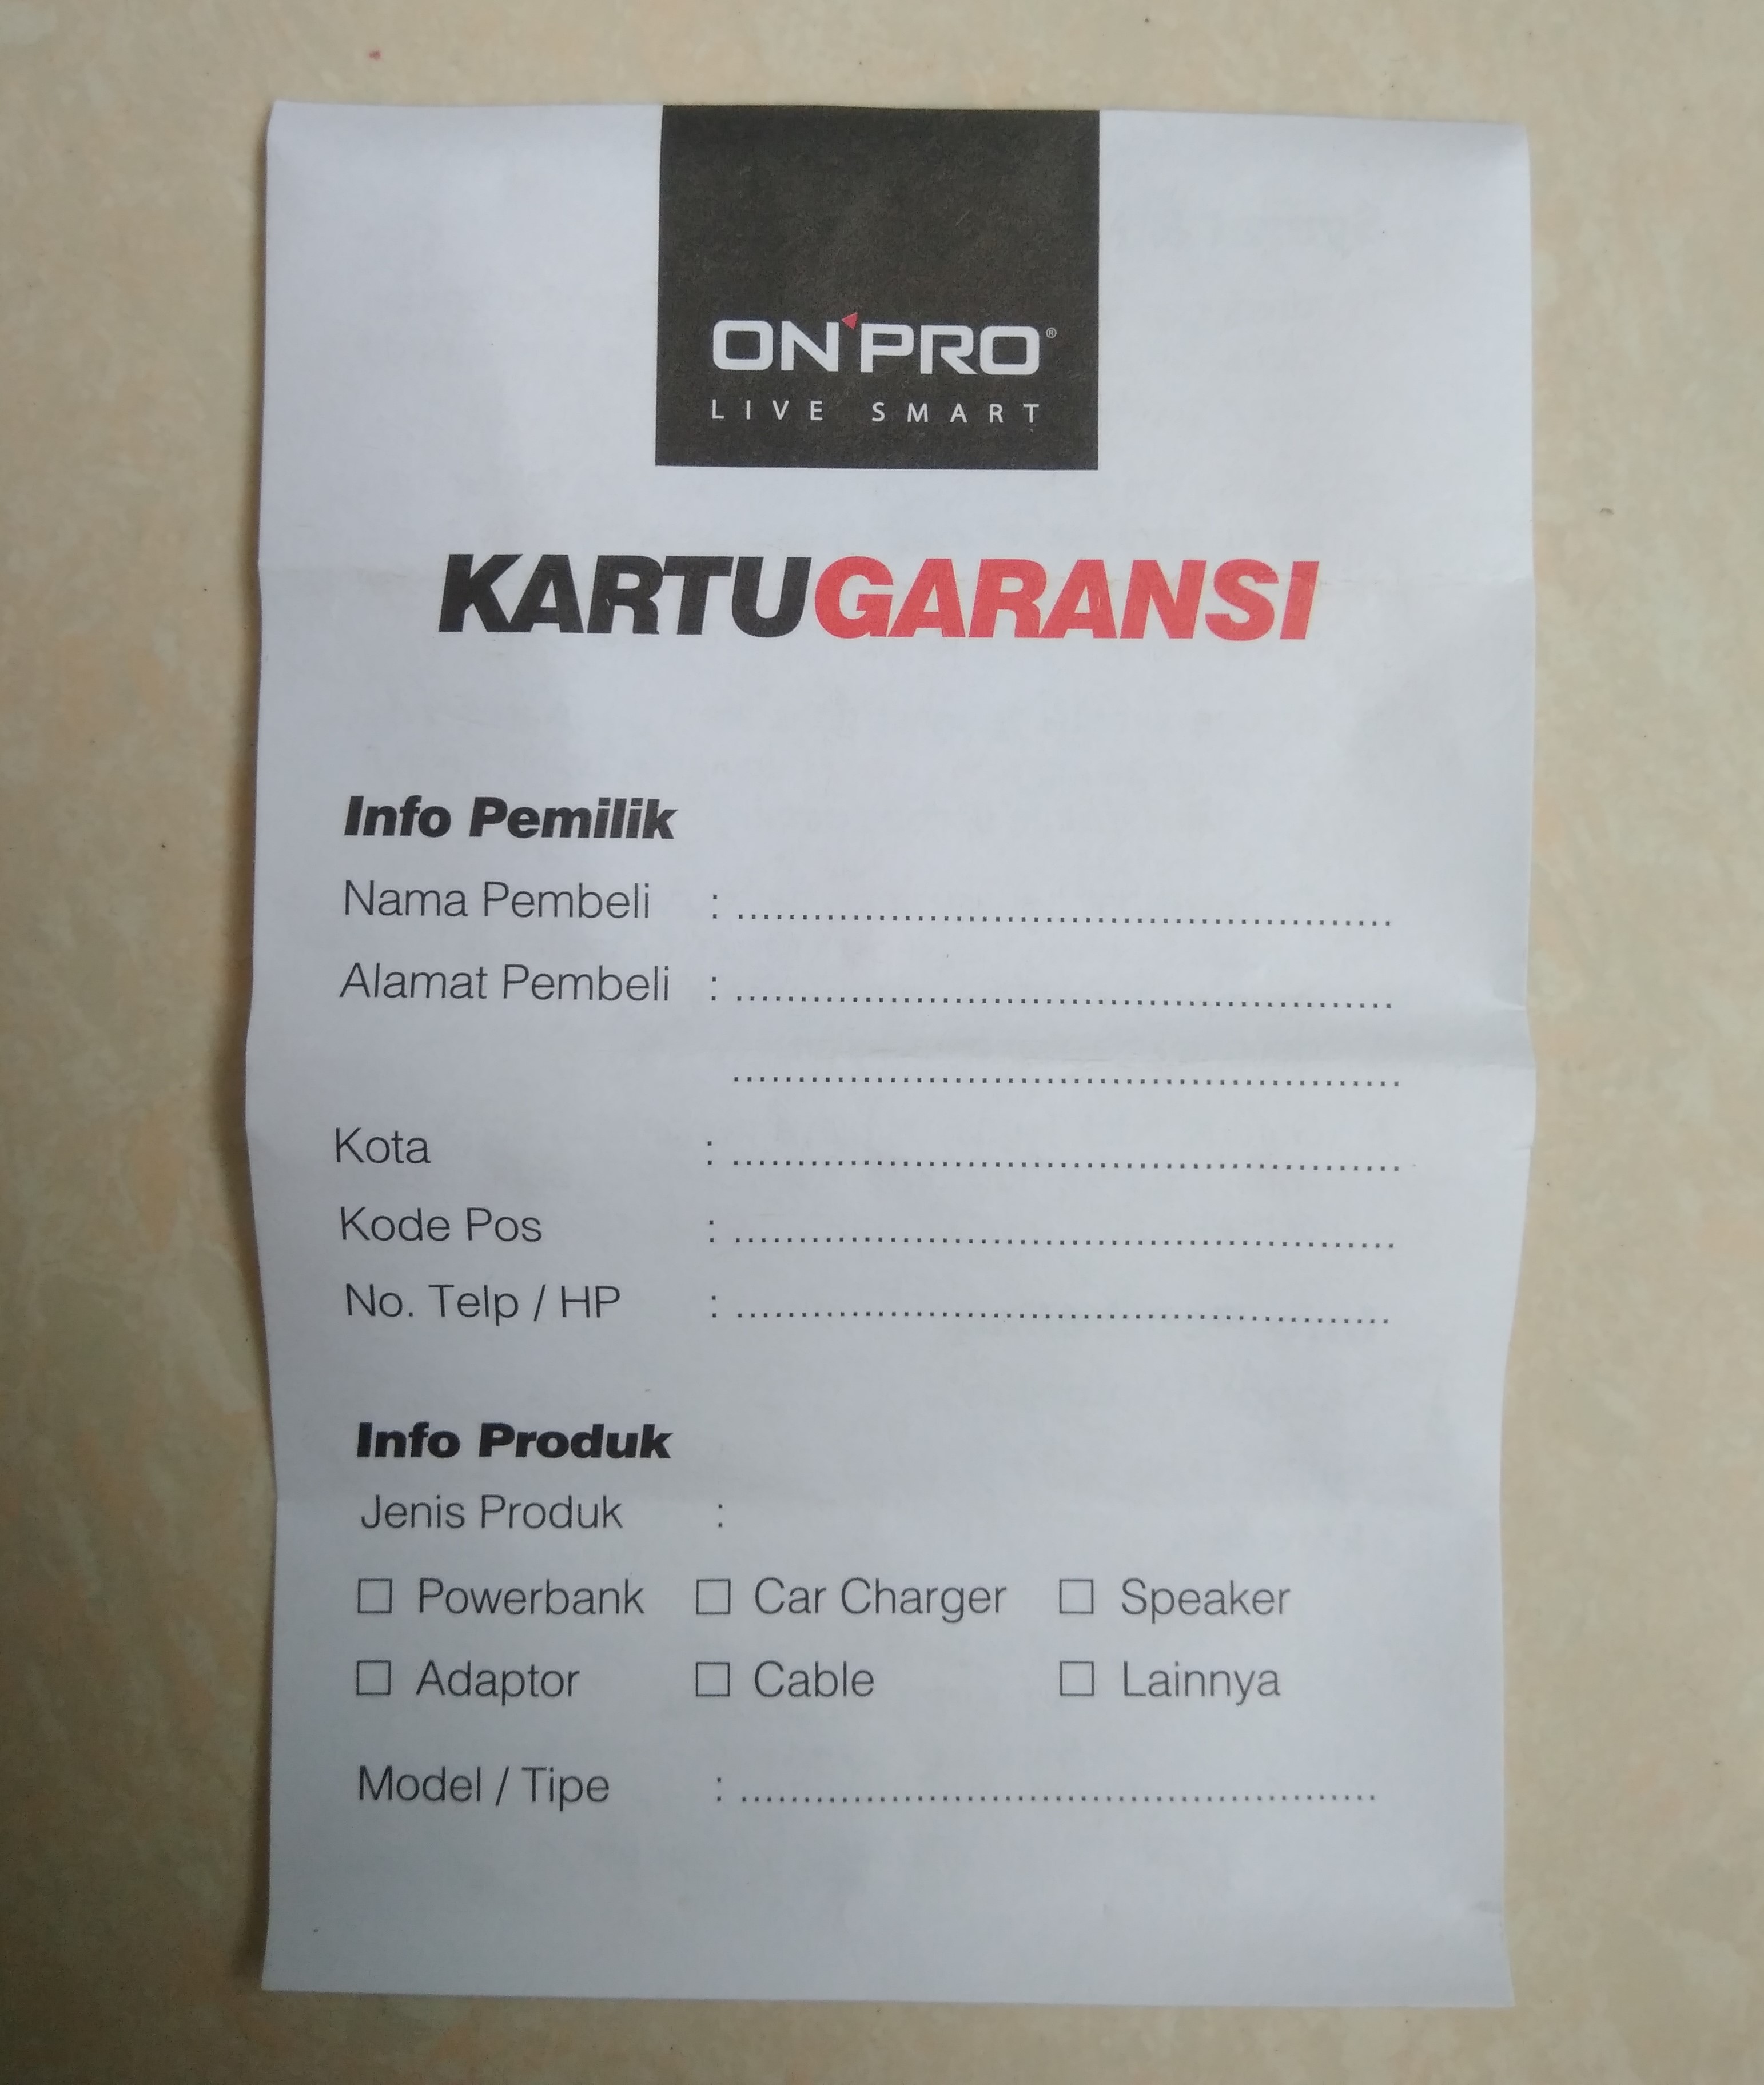 ON'PRO®
LIVE SMART
KARTUGARANSI
Info Pemilik
Nama Pembeli : ....................................................
Alamat Pembeli : ....................................................
....................................................
Kota : ....................................................
Kode Pos : ....................................................
No. Telp / HP : ....................................................
Info Produk
Jenis Produk :
☐ Powerbank ☐ Car Charger ☐ Speaker
☐ Adaptor ☐ Cable ☐ Lainnya
Model / Tipe : ....................................................